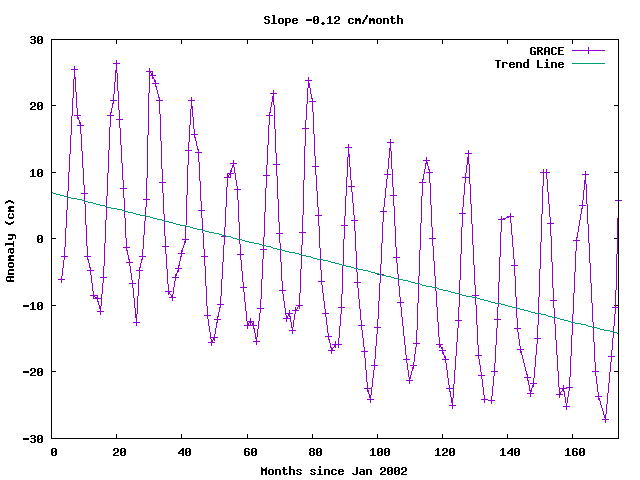 Slope -0.12 cm/month
GRACE
Trend Line
30
20
10
0
-10
-20
-30
Anomaly (cm)
0 20 40 60 80 100 120 140 160
Months since Jan 2002